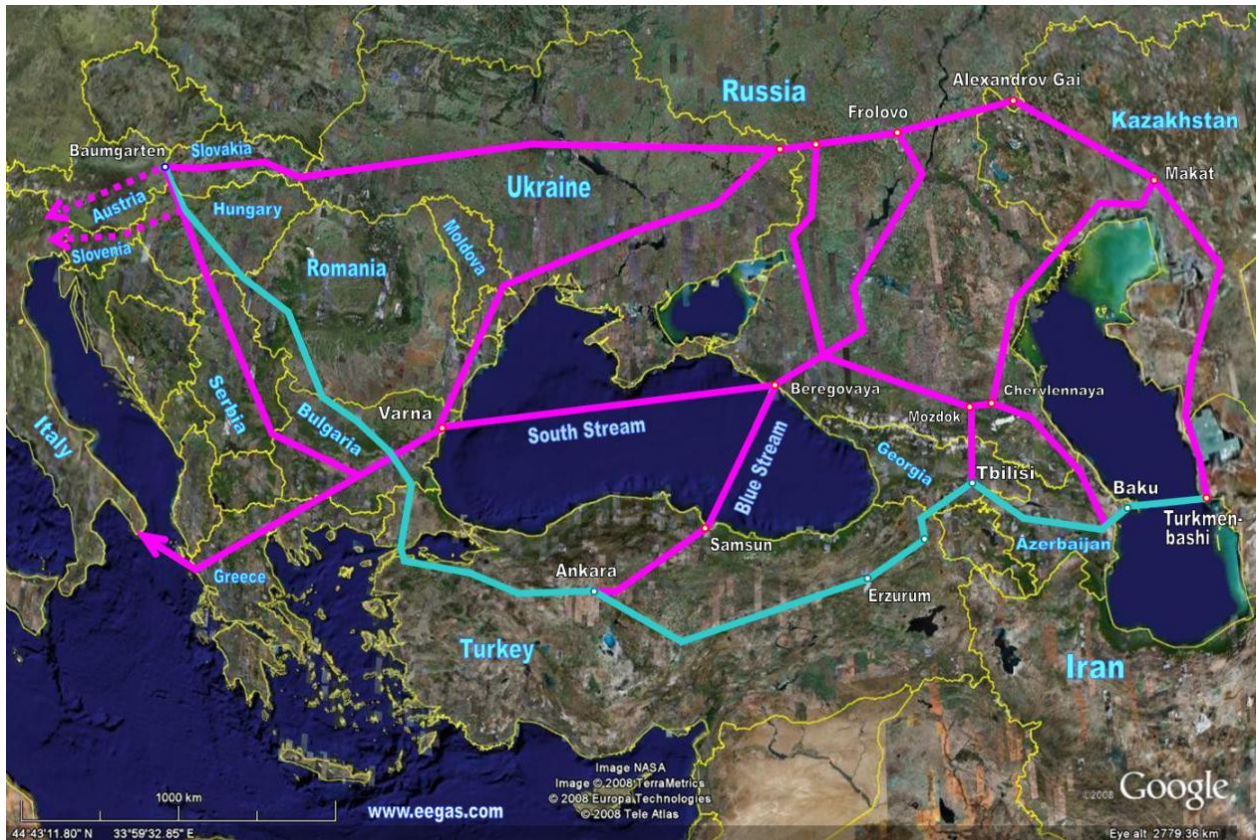 Russia
Alexandrov Gai
Frolovo
Kazakhstan
Baumgarten
Slovakia
Makat
Ukraine
Austria
Hungary
Moldova
Slovenia
Romania
Beregovaya
Chervlennaya
Serbia
Bulgaria
Varna
Mozdok
Italy
South Stream
Blue Stream
Georgia
Tbilisi
Baku
Turkmen-
bashi
Samsun
Azerbaijan
Ankara
Greece
Erzurum
Turkey
Iran
Image NASA
Image © 2008 TerraMetrics
© 2008 Europa Technologies
© 2008 Tele Atlas
1000 km
www.eegas.com
©2008 Google
44°43'11.80" N 33°59'32.85" E
Eye alt 2779.36 km